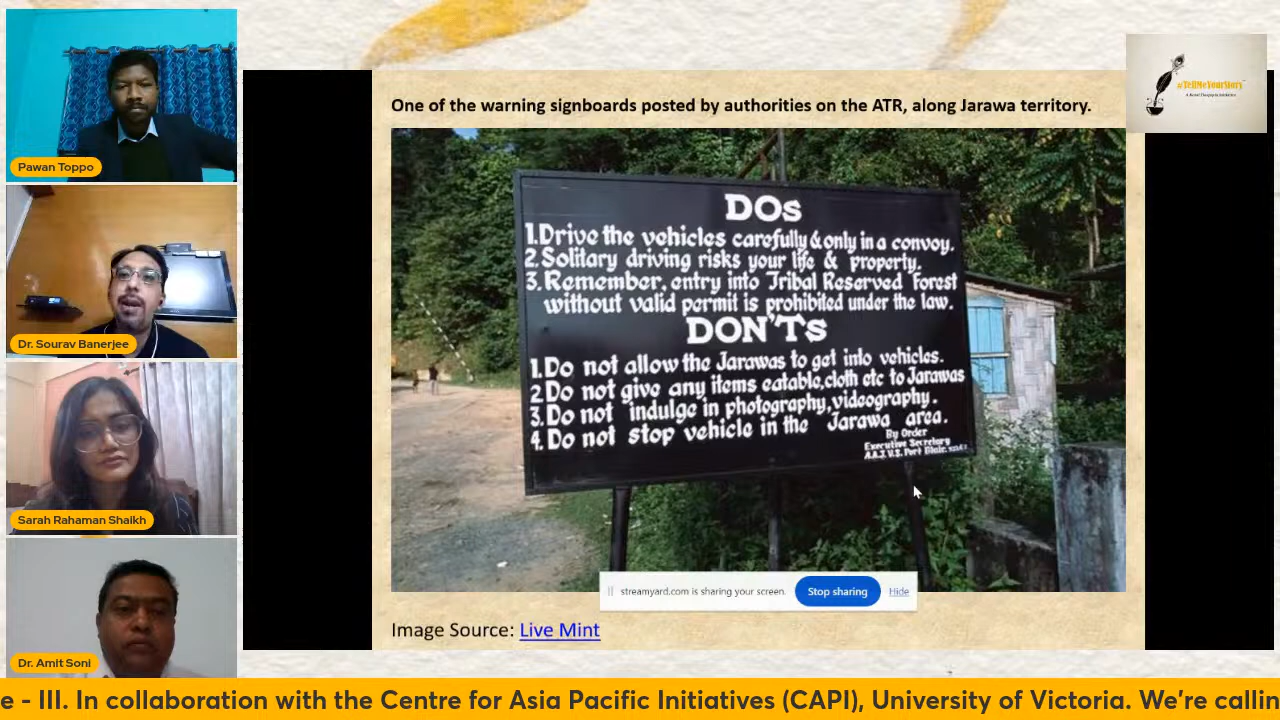 One of the warning signboards posted by authorities on the ATR, along Jarawa territory.
#TellMeYourStory
DOs
1.Drive the vehicles carefully & only in a convoy.
2.Solitary driving risks your life & property.
3.Remember, entry into Tribal Reserved Forest
without valid permit is prohibited under the law.
DON'TS
1.Do not allow the Jarawas to get into vehicles.
2.Do not give any items eatable,cloth etc to Jarawas
3.Do not indulge in photography,videography.
4.Do not stop vehicle in the Jarawa area.
By Order
Executive Secretary
A.A.J.V.S. Port Blair.
streamyard.com is sharing your screen.
Stop sharing
Hide
Image Source: Live Mint
Pawan Toppo
Dr. Sourav Banerjee
Sarah Rahaman Shaikh
Dr. Amit Soni
e - III. In collaboration with the Centre for Asia Pacific Initiatives (CAPI), University of Victoria. We're callin